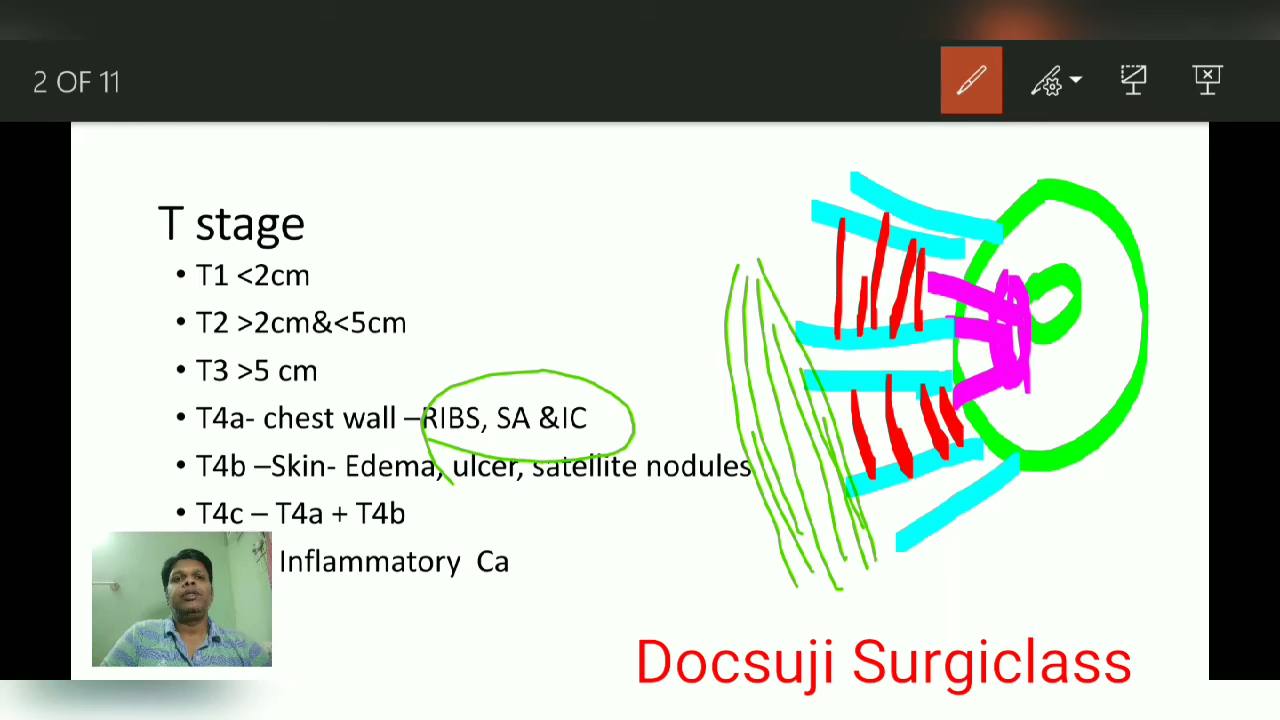 2 OF 11
T stage
• T1 <2cm
• T2 >2cm&<5cm
• T3 >5 cm
• T4a- chest wall –RIBS, SA &IC
• T4b –Skin- Edema, ulcer, satellite nodules
• T4c – T4a + T4b
Inflammatory Ca
Docsuji Surgiclass